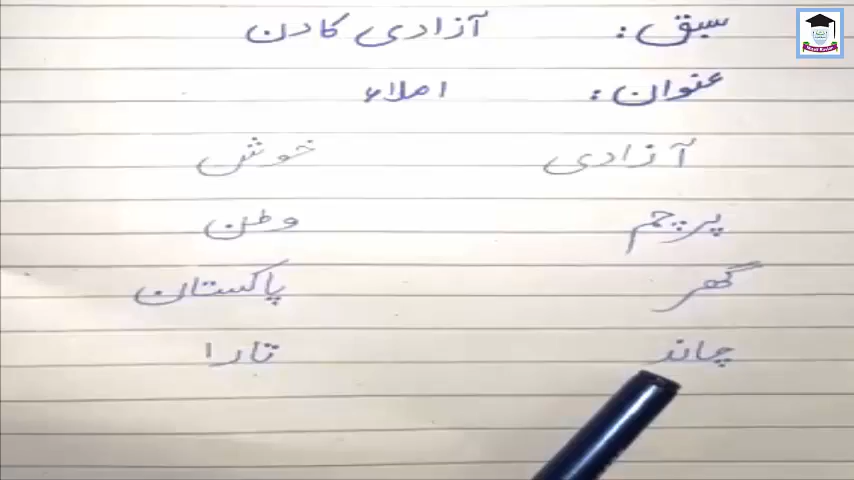 سبق: آزادی کا دن
عنوان: املاء
آزادی خوش
پرچم وطن
گھر پاکستان
چاند تارا